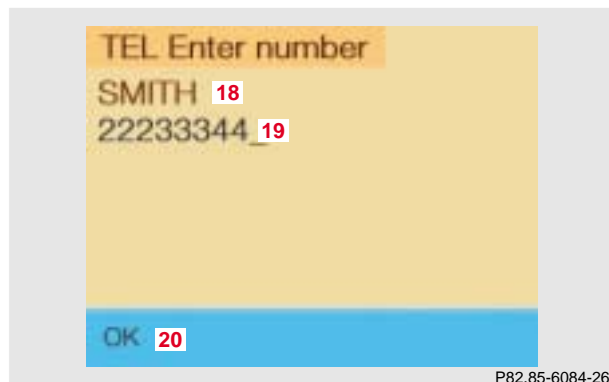 TEL Enter number
SMITH 18
22233344_ 19
OK 20
P82.85-6084-26